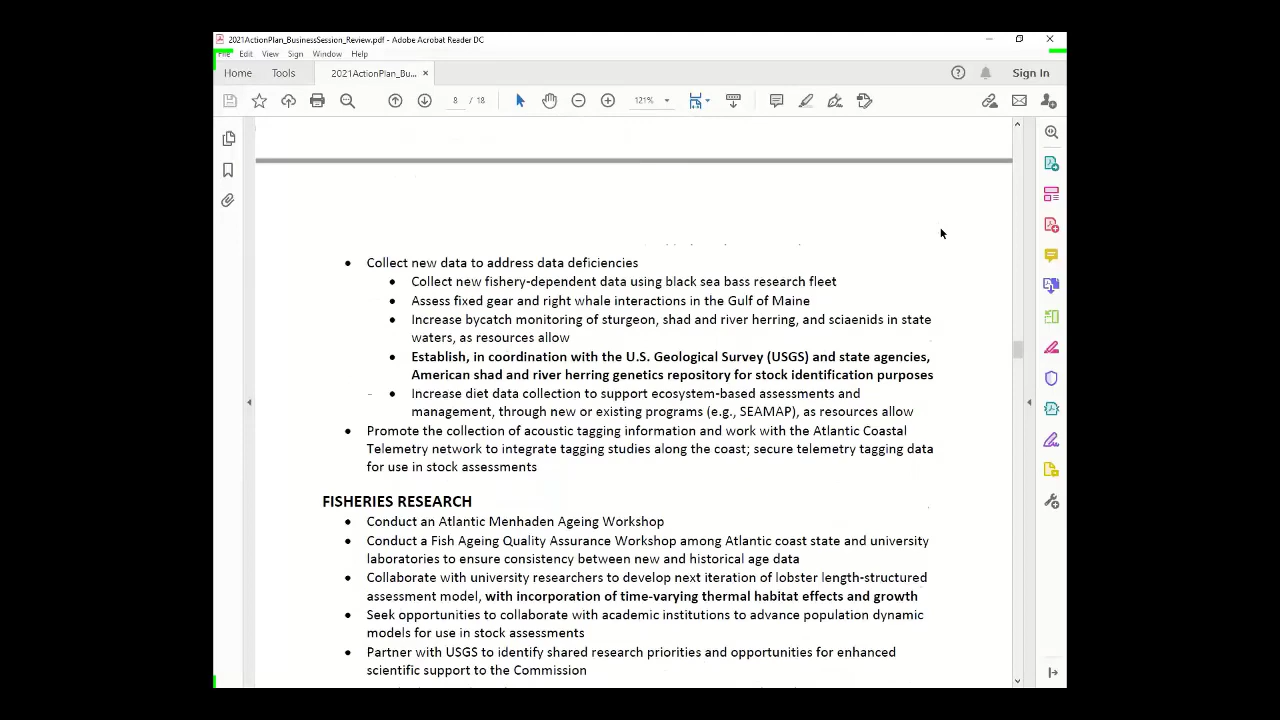 2021ActionPlan_BusinessSession_Review.pdf - Adobe Acrobat Reader DC
File Edit View Sign Window Help
Home Tools 2021ActionPlan_Bu... × Sign In
8 / 18 121%
• Collect new data to address data deficiencies
• Collect new fishery-dependent data using black sea bass research fleet
• Assess fixed gear and right whale interactions in the Gulf of Maine
• Increase bycatch monitoring of sturgeon, shad and river herring, and sciaenids in state
waters, as resources allow
• Establish, in coordination with the U.S. Geological Survey (USGS) and state agencies,
American shad and river herring genetics repository for stock identification purposes
• Increase diet data collection to support ecosystem-based assessments and
management, through new or existing programs (e.g., SEAMAP), as resources allow
• Promote the collection of acoustic tagging information and work with the Atlantic Coastal
Telemetry network to integrate tagging studies along the coast; secure telemetry tagging data
for use in stock assessments
FISHERIES RESEARCH
• Conduct an Atlantic Menhaden Ageing Workshop
• Conduct a Fish Ageing Quality Assurance Workshop among Atlantic coast state and university
laboratories to ensure consistency between new and historical age data
• Collaborate with university researchers to develop next iteration of lobster length-structured
assessment model, with incorporation of time-varying thermal habitat effects and growth
• Seek opportunities to collaborate with academic institutions to advance population dynamic
models for use in stock assessments
• Partner with USGS to identify shared research priorities and opportunities for enhanced
scientific support to the Commission